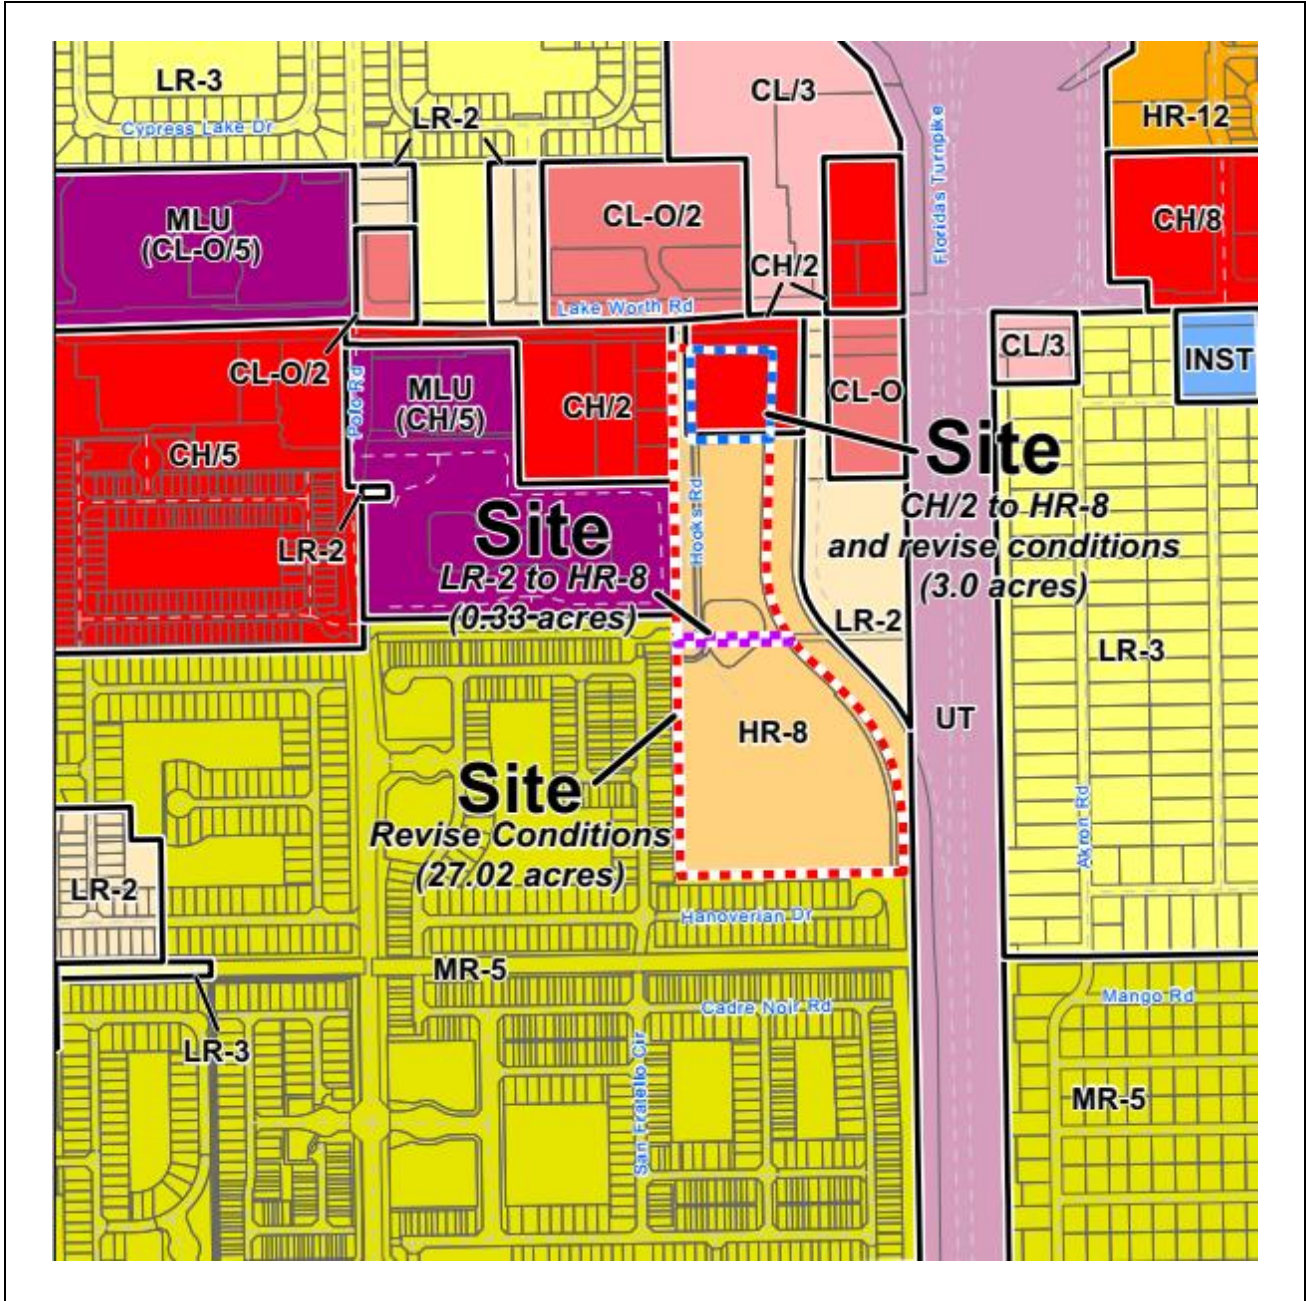 LR-3
Cypress Lake Dr
LR-2
CL/3
Floridas Turnpike
HR-12
MLU
(CL-O/5)
CL-O/2
CH/8
CH/2
Lake Worth Rd
CL-O/2
Polo Rd
MLU
(CH/5)
CH/2
CL-O
CL/3
INST
CH/5
LR-2
Site
CH/2 to HR-8
and revise conditions
(3.0 acres)
Hooks Rd
Site
LR-2 to HR-8
(0.33 acres)
LR-2
LR-3
UT
HR-8
Site
Revise Conditions
(27.02 acres)
Akron Rd
LR-2
Hanoverian Dr
MR-5
Cadre Noir Rd
Mango Rd
LR-3
San Fratello Cir
MR-5